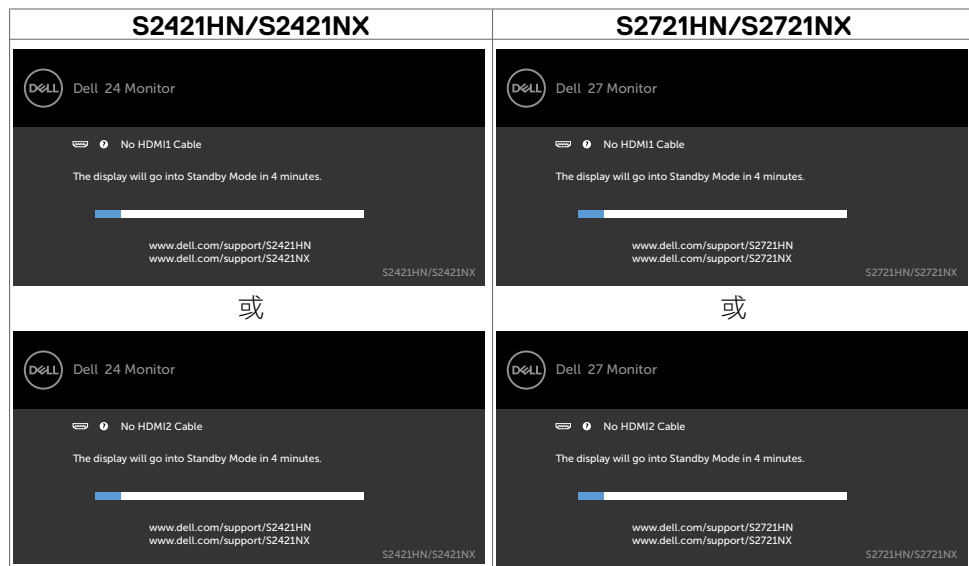 S2421HN/S2421NX
S2721HN/S2721NX
DELL
Dell 24 Monitor
No HDMI1 Cable
The display will go into Standby Mode in 4 minutes.
www.dell.com/support/S2421HN
www.dell.com/support/S2421NX
S2421HN/S2421NX
DELL
Dell 27 Monitor
No HDMI1 Cable
The display will go into Standby Mode in 4 minutes.
www.dell.com/support/S2721HN
www.dell.com/support/S2721NX
S2721HN/S2721NX
或
或
DELL
Dell 24 Monitor
? No HDMI2 Cable
The display will go into Standby Mode in 4 minutes.
www.dell.com/support/S2421HN
www.dell.com/support/S2421NX
S2421HN/S2421NX
DELL
Dell 27 Monitor
? No HDMI2 Cable
The display will go into Standby Mode in 4 minutes.
www.dell.com/support/S2721HN
www.dell.com/support/S2721NX
S2721HN/S2721NX